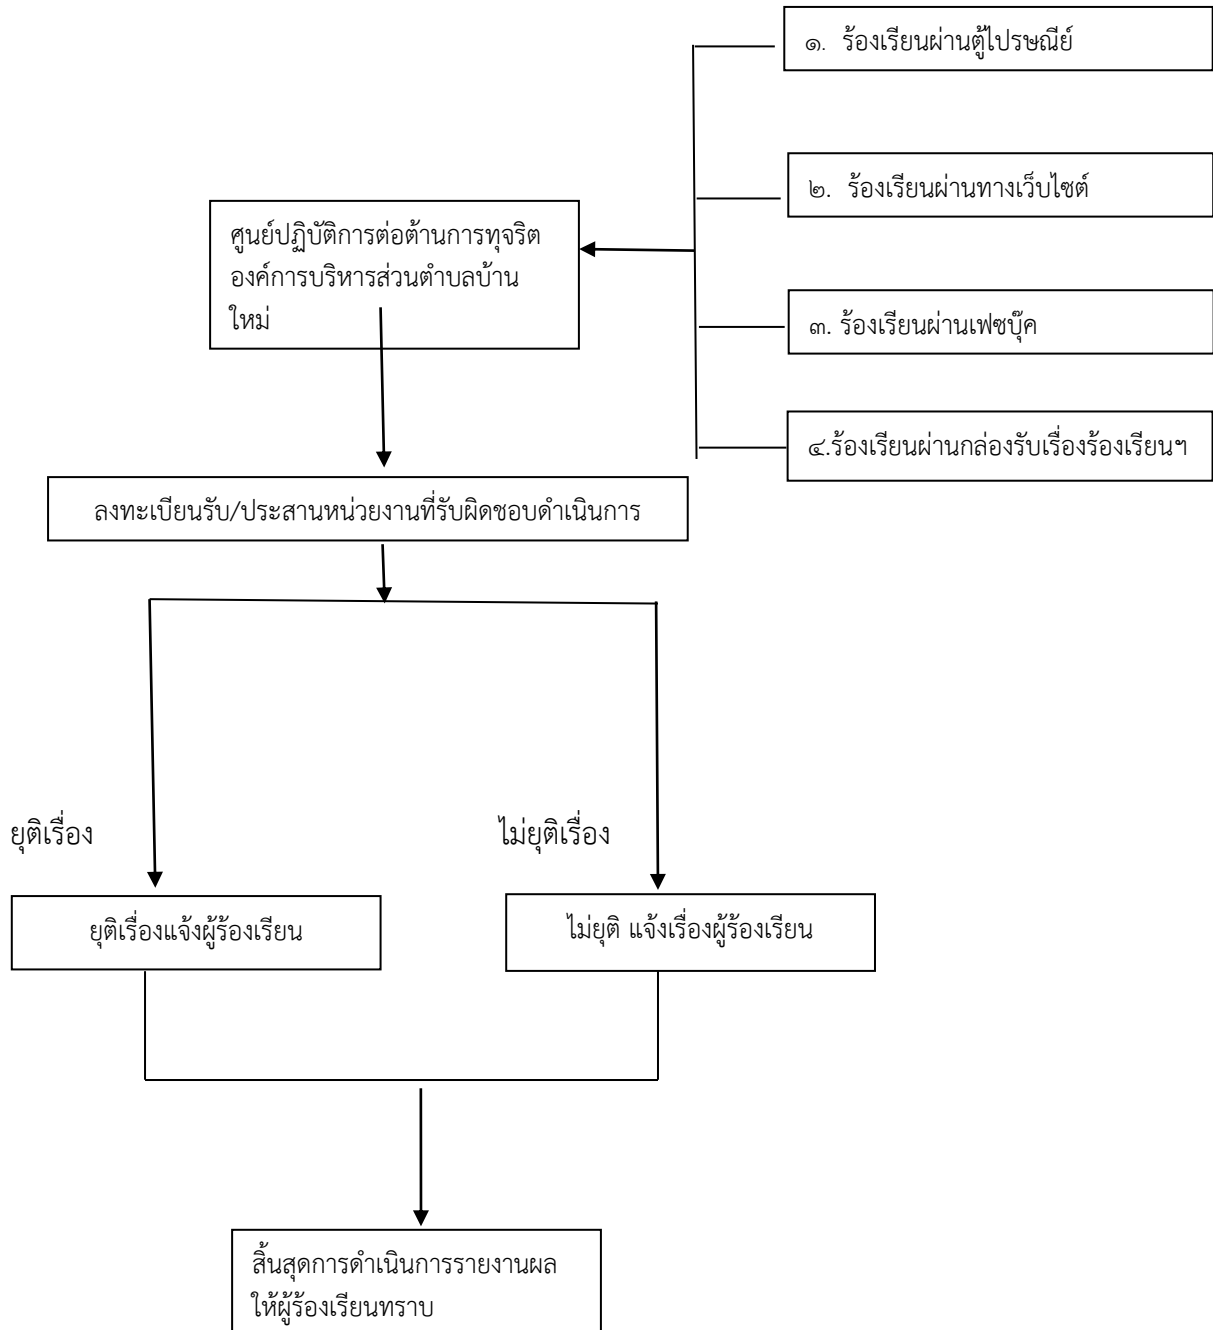 ๑. ร้องเรียนผ่านตู้ไปรษณีย์
๒. ร้องเรียนผ่านทางเว็บไซต์
ศูนย์ปฏิบัติการต่อต้านการทุจริต
องค์การบริหารส่วนตำบลบ้าน
ใหม่
๓. ร้องเรียนผ่านเฟซบุ๊ค
๔.ร้องเรียนผ่านกล่องรับเรื่องร้องเรียนฯ
ลงทะเบียนรับ/ประสานหน่วยงานที่รับผิดชอบดำเนินการ
ยุติเรื่อง
ไม่ยุติเรื่อง
ยุติเรื่องแจ้งผู้ร้องเรียน
ไม่ยุติ แจ้งเรื่องผู้ร้องเรียน
สิ้นสุดการดำเนินการรายงานผล
ให้ผู้ร้องเรียนทราบ